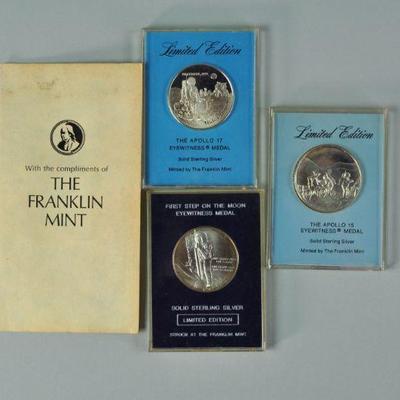 With the compliments of
THE
FRANKLIN
MINT
Limited Edition
THE APOLLO 17
EYEWITNESS® MEDAL
Solid Sterling Silver
Minted by The Franklin Mint
Limited Edition
THE APOLLO 15
EYEWITNESS® MEDAL
Solid Sterling Silver
Minted by The Franklin Mint
FIRST STEP ON THE MOON
EYEWITNESS MEDAL
SOLID STERLING SILVER
LIMITED EDITION
STRUCK AT THE FRANKLIN MINT